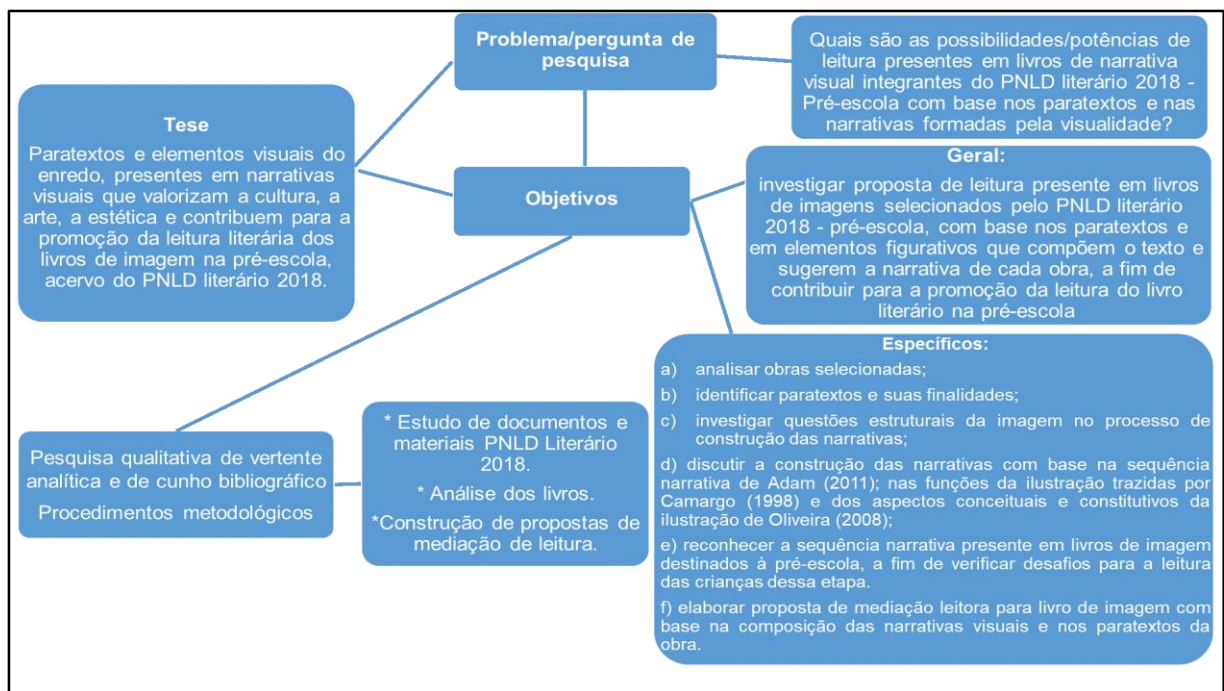 Problema/pergunta de
pesquisa
Quais são as possibilidades/potências de
leitura presentes em livros de narrativa
visual integrantes do PNLD literário 2018 -
Pré-escola com base nos paratextos e nas
narrativas formadas pela visualidade?
Tese
Paratextos e elementos visuais do
enredo, presentes em narrativas
visuais que valorizam a cultura, a
arte, a estética e contribuem para a
promoção da leitura literária dos
livros de imagem na pré-escola,
acervo do PNLD literário 2018.
Objetivos
Geral:
investigar proposta de leitura presente em livros
de imagens selecionados pelo PNLD literário
2018 - pré-escola, com base nos paratextos e
em elementos figurativos que compõem o texto e
sugerem a narrativa de cada obra, a fim de
contribuir para a promoção da leitura do livro
literário na pré-escola
Específicos:
a) analisar obras selecionadas;
b) identificar paratextos e suas finalidades;
c) investigar questões estruturais da imagem no processo de
construção das narrativas;
d) discutir a construção das narrativas com base na sequência
narrativa de Adam (2011); nas funções da ilustração trazidas por
Camargo (1998) e dos aspectos conceituais e constitutivos da
ilustração de Oliveira (2008);
e) reconhecer a sequência narrativa presente em livros de imagem
destinados à pré-escola, a fim de verificar desafios para a leitura
das crianças dessa etapa.
f) elaborar proposta de mediação leitora para livro de imagem com
base na composição das narrativas visuais e nos paratextos da
obra.
Pesquisa qualitativa de vertente
analítica e de cunho bibliográfico
Procedimentos metodológicos
* Estudo de documentos e
materiais PNLD Literário
2018.
* Análise dos livros.
*Construção de propostas de
mediação de leitura.